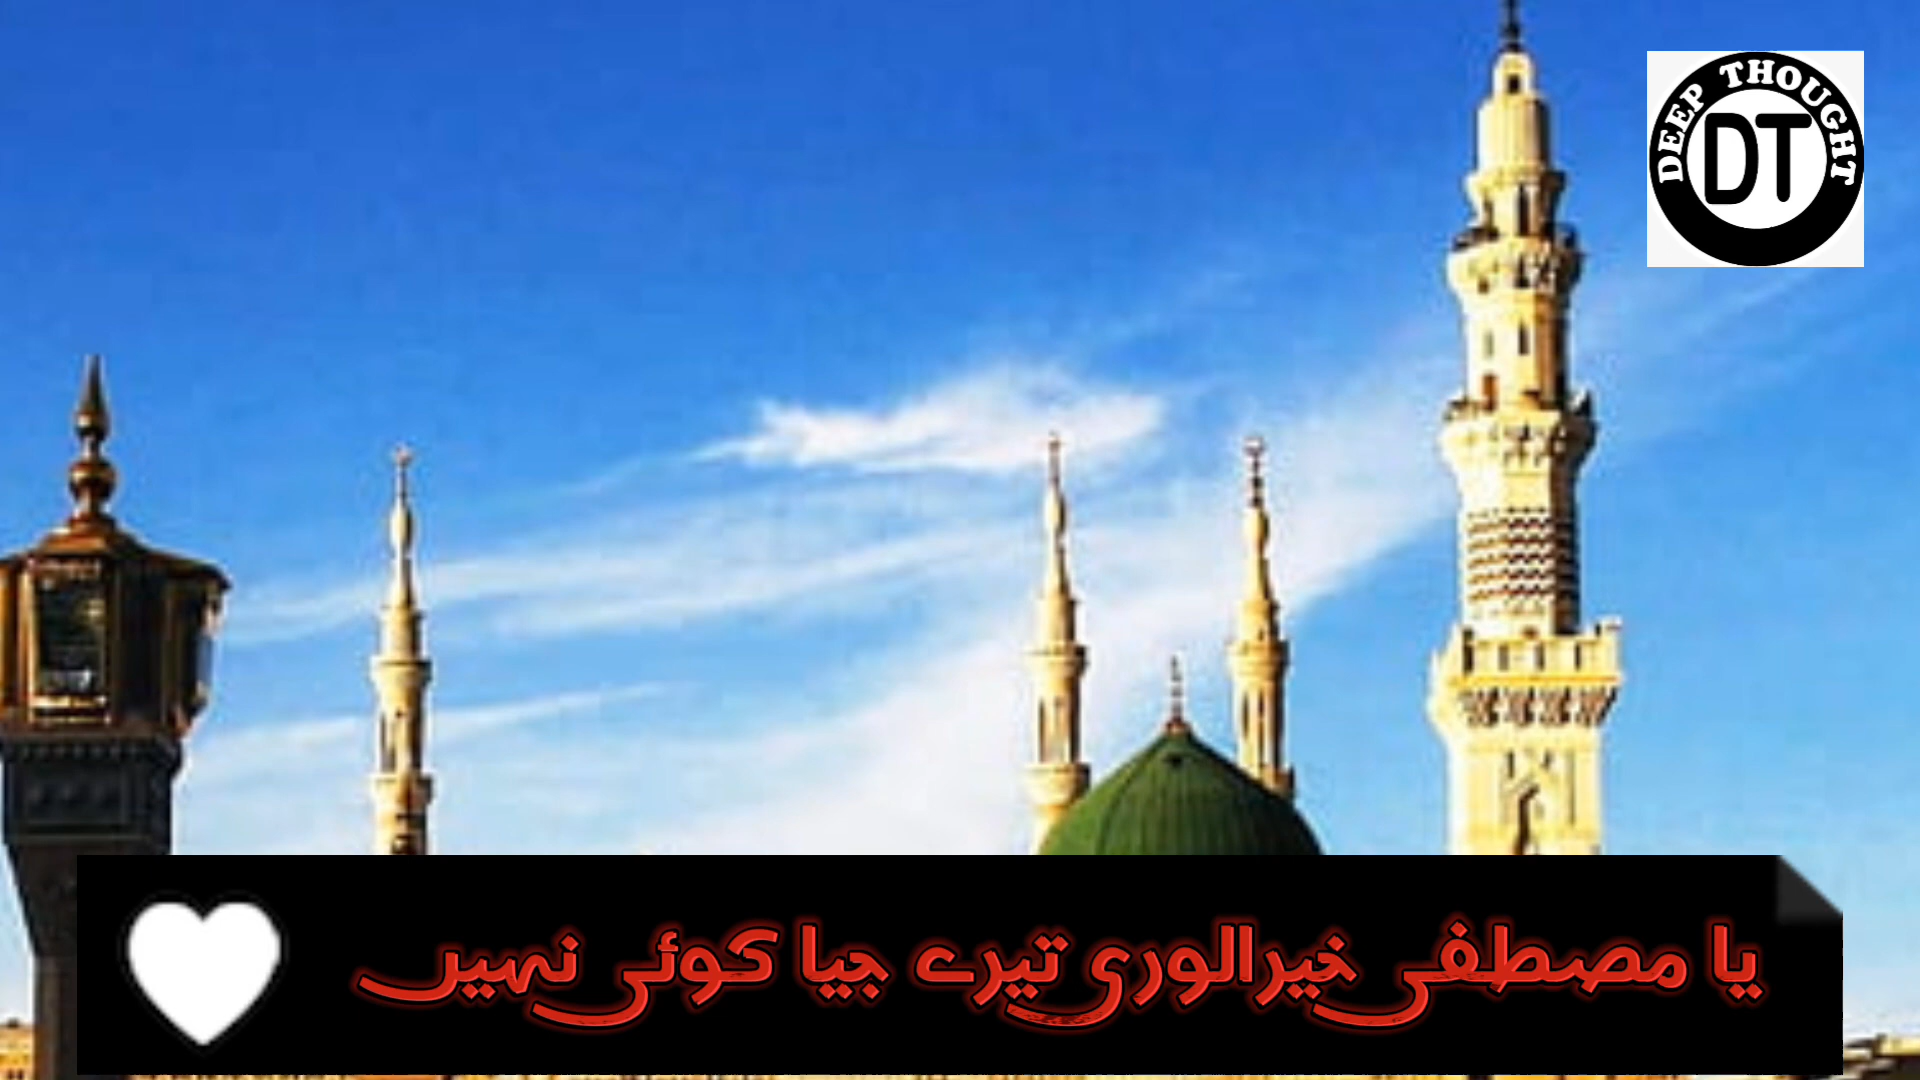 DEEP THOUGHT
DT
یا مصطفی خیرالوری تیرے جیا کوئی نہیں